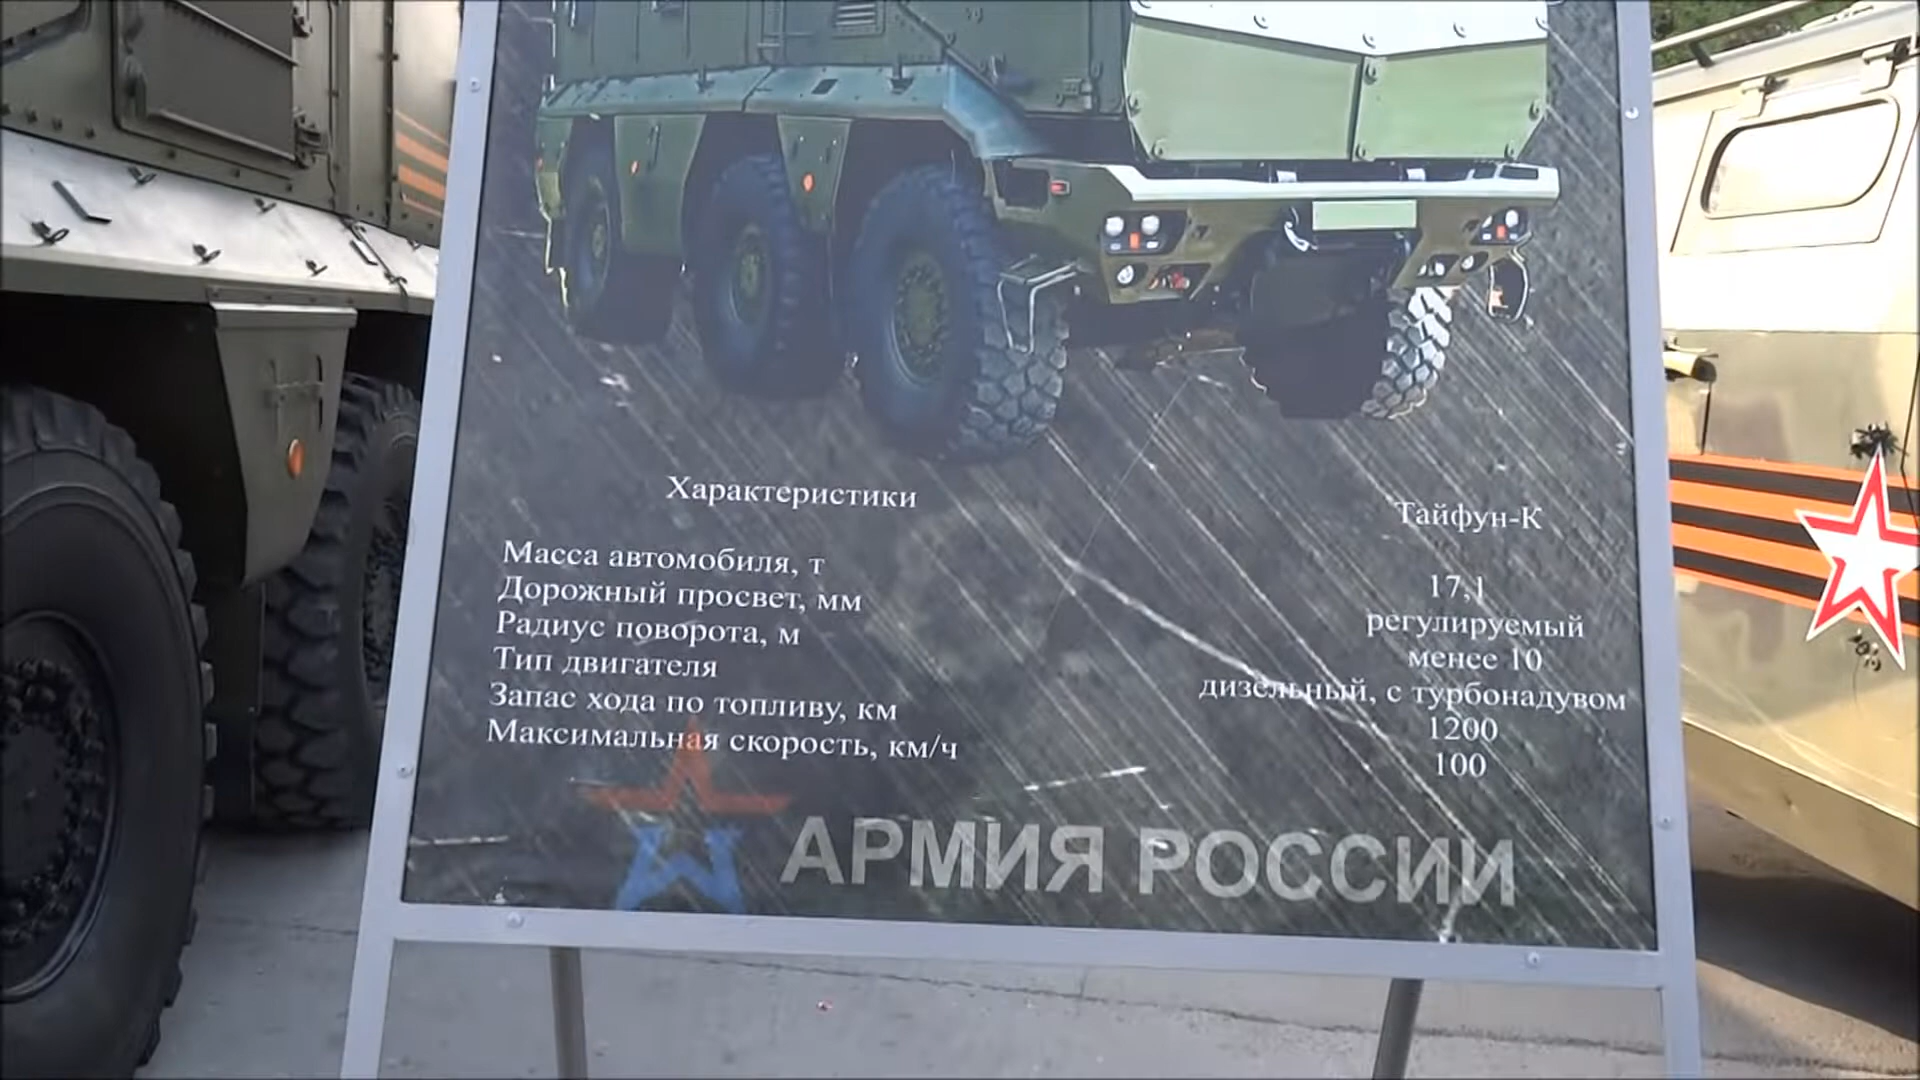 Характеристики Тайфун-К
Масса автомобиля, т 17,1
Дорожный просвет, мм регулируемый
Радиус поворота, м менее 10
Тип двигателя дизельный, с турбонадувом
Запас хода по топливу, км 1200
Максимальная скорость, км/ч 100
АРМИЯ РОССИИ